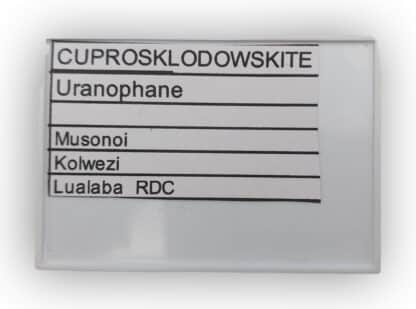 CUPROSKLODOWSKITE
Uranophane
Musonoi
Kolwezi
Lualaba RDC